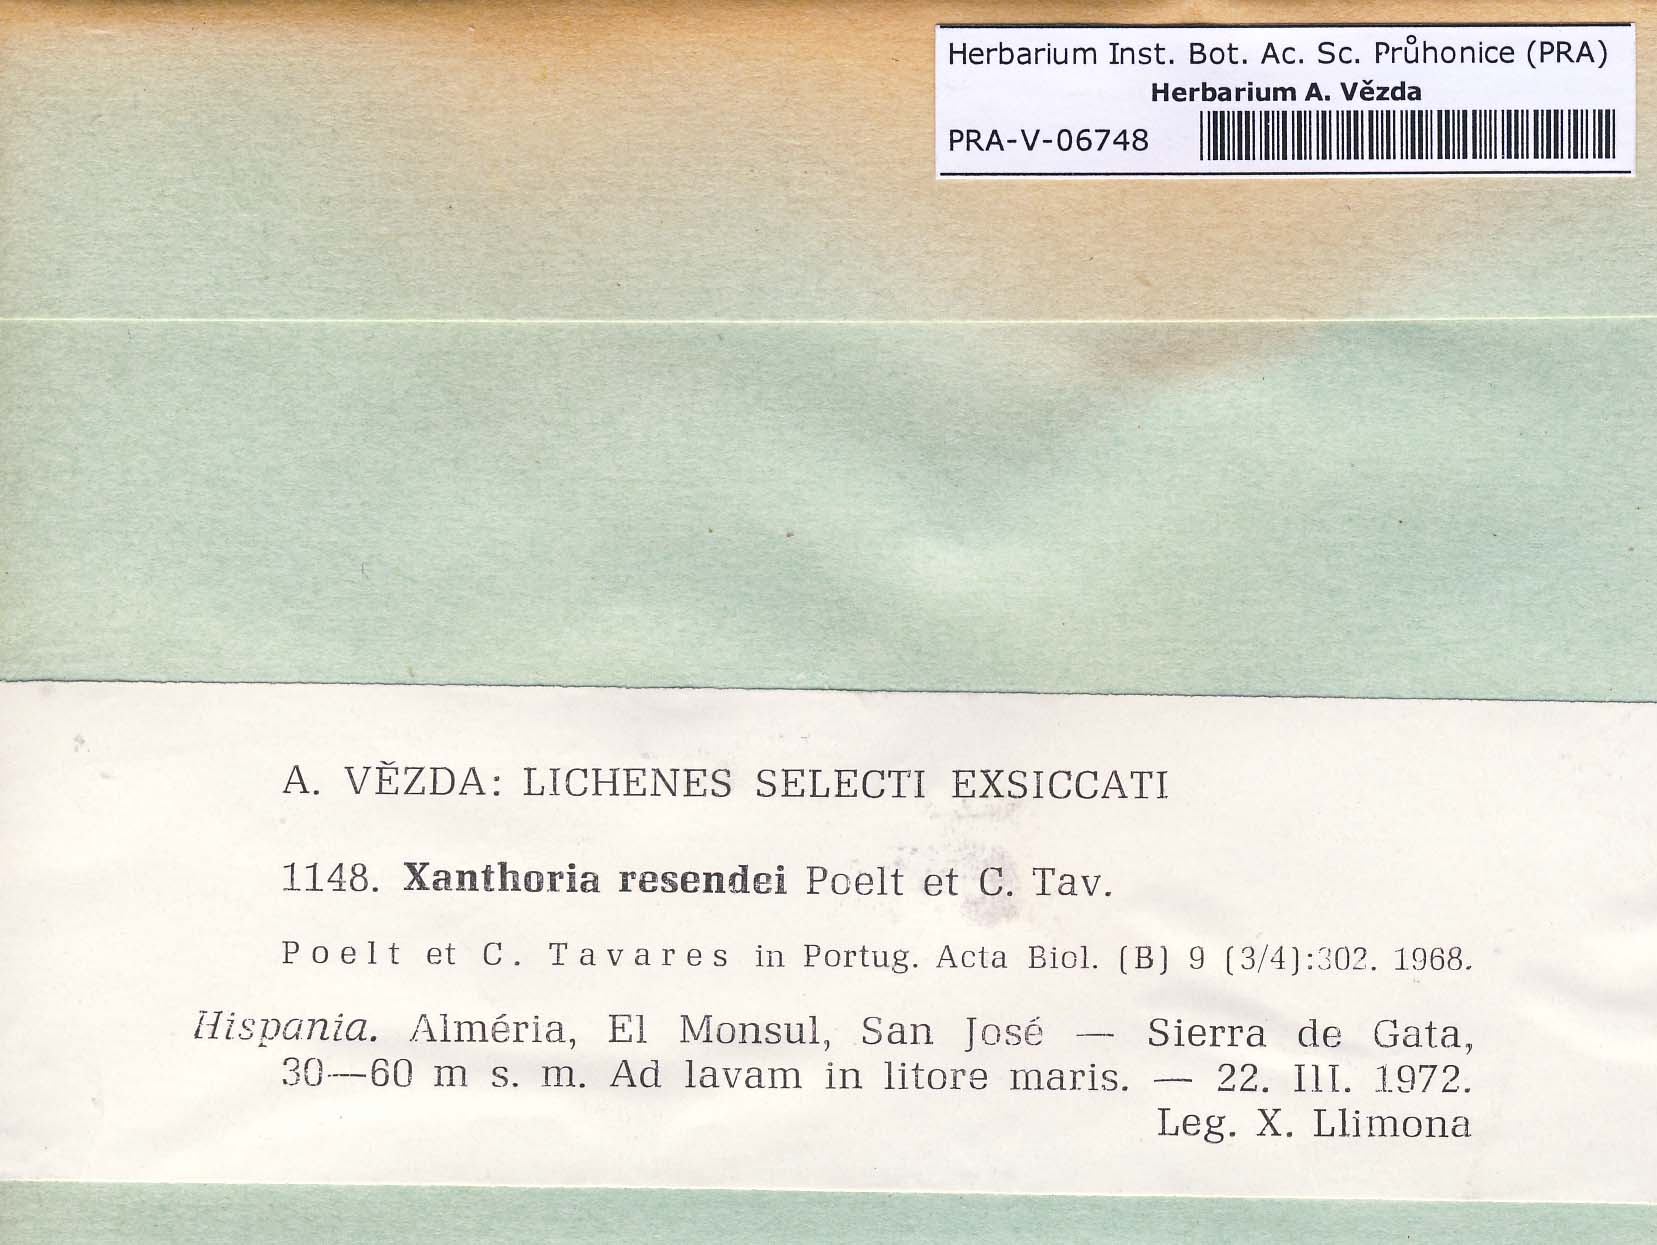 Herbarium Inst. Bot. Ac. Sc. Průhonice (PRA)
Herbarium A. Vězda
PRA-V-06748
A. VĚZDA: LICHENES SELECTI EXSICCATI
1148. Xanthoria resendei Poelt et C. Tav.
Poelt et C. Tavares in Portug. Acta Biol. (B) 9 (3/4):302. 1968.
Hispania. Alméria, El Monsul, San José — Sierra de Gata,
30—60 m s. m. Ad lavam in litore maris. — 22. III. 1972.
Leg. X. Llimona